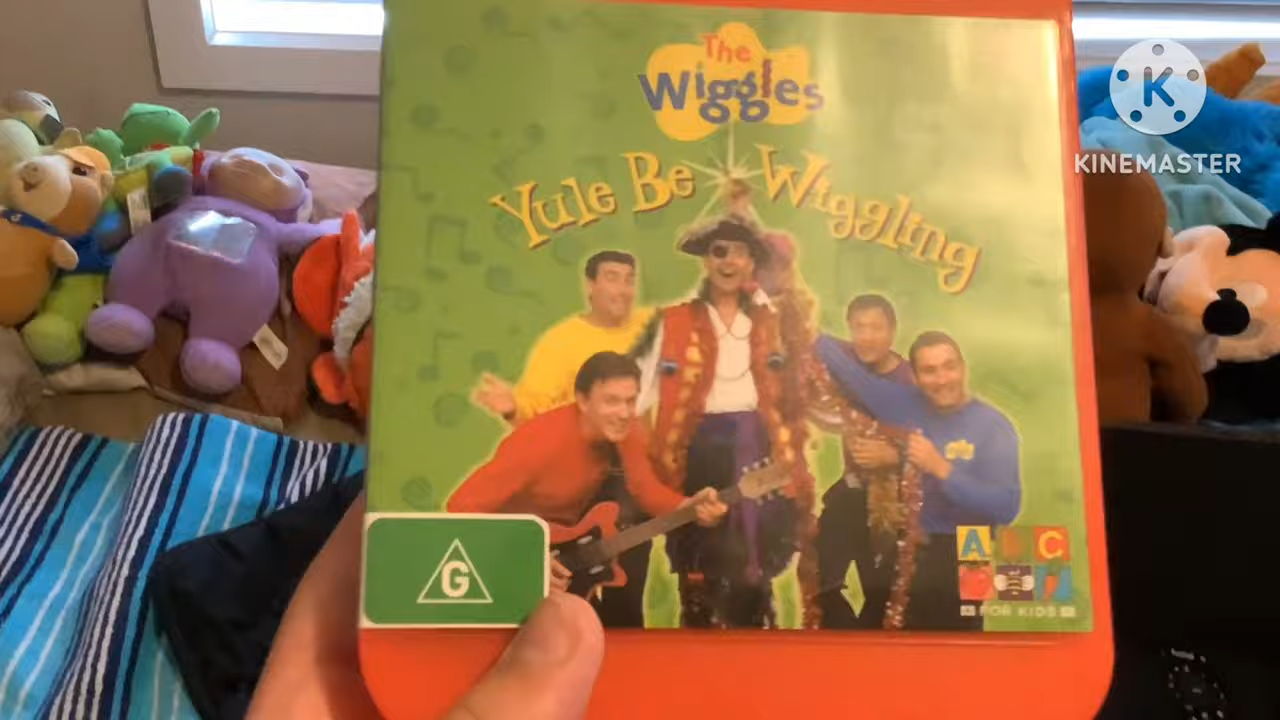 The
Wiggles
Yule Be Wiggling
K
KINEMASTER
G
ABC
FOR KIDS